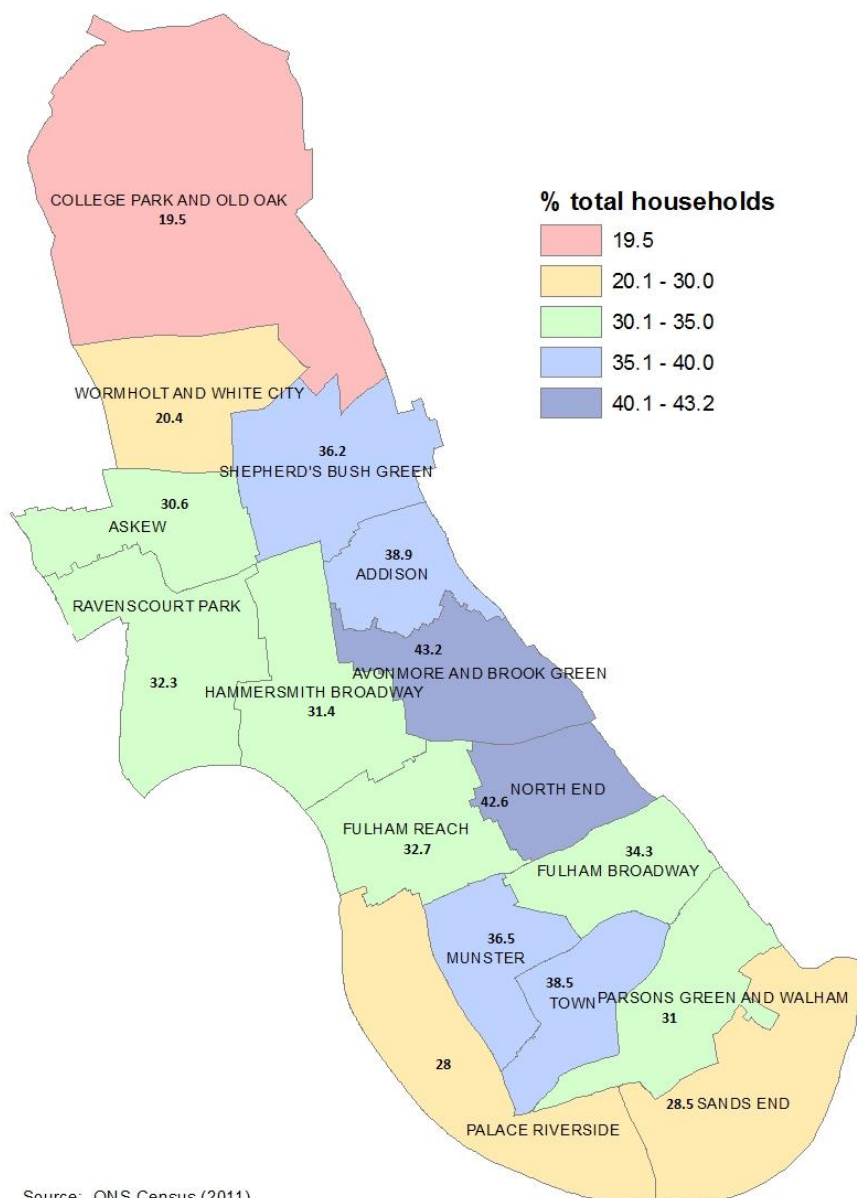 COLLEGE PARK AND OLD OAK
19.5
% total households
19.5
20.1 - 30.0
30.1 - 35.0
35.1 - 40.0
40.1 - 43.2
WORMHOLT AND WHITE CITY
20.4
36.2
SHEPHERD'S BUSH GREEN
30.6
ASKEW
38.9
ADDISON
RAVENSCOURT PARK
32.3
43.2
AVONMORE AND BROOK GREEN
HAMMERSMITH BROADWAY
31.4
NORTH END
42.6
FULHAM REACH
32.7
34.3
FULHAM BROADWAY
36.5
MUNSTER
38.5
TOWN
PARSONS GREEN AND WALHAM
31
28
28.5 SANDS END
PALACE RIVERSIDE
Source: ONS Census (2011)